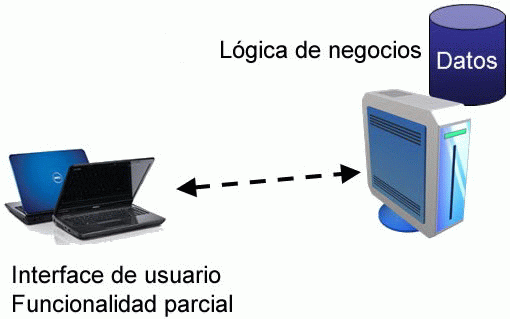 Lógica de negocios
Datos
Interface de usuario
Funcionalidad parcial